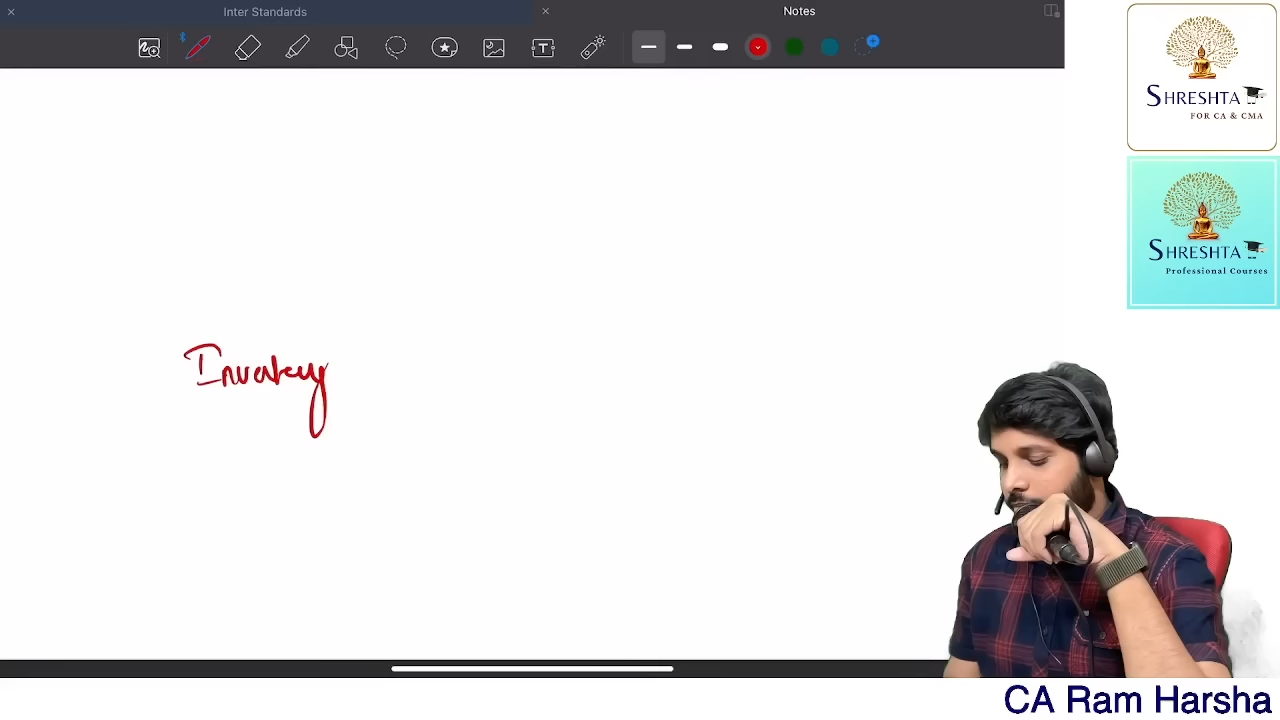 Inter Standards
Notes
SHRESHTA
FOR CA & CMA
SHRESHTA
Professional Courses
Inventory
CA Ram Harsha